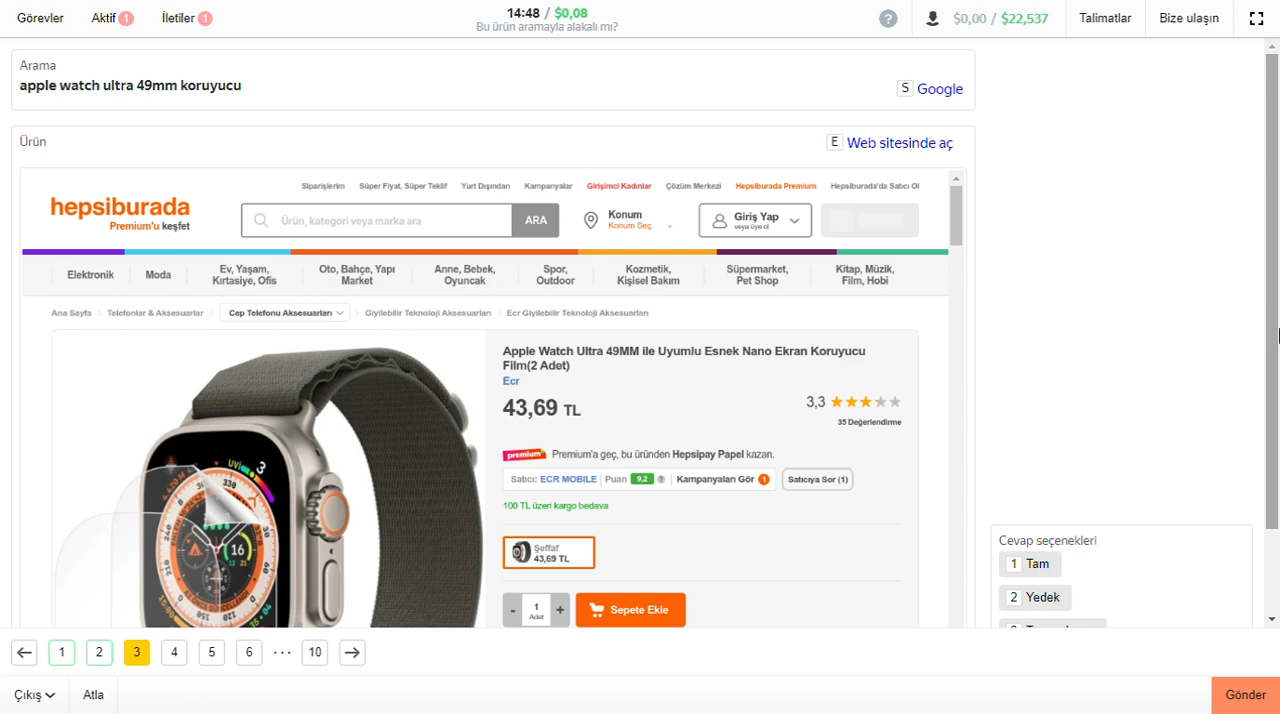 Görevler
Aktif 1
İletiler 1
14:48 / $0,08
Bu ürün aramayla alakalı mı?
?
$0,00 / $22,537
Talimatlar
Bize ulaşın
Arama
apple watch ultra 49mm koruyucu
S Google
Ürün
E Web sitesinde aç
Siparişlerim
Süper Fiyat, Süper Teklif
Yurt Dışından
Kampanyalar
Girişimci Kadınlar
Çözüm Merkezi
Hepsiburada Premium
Hepsiburada'da Satıcı Ol
hepsiburada
Premium'u keşfet
Ürün, kategori veya marka ara
ARA
Konum
Konum Seç
Giriş Yap
veya üye ol
Elektronik
Moda
Ev, Yaşam,
Kırtasiye, Ofis
Oto, Bahçe, Yapı
Market
Anne, Bebek,
Oyuncak
Spor,
Outdoor
Kozmetik,
Kişisel Bakım
Süpermarket,
Pet Shop
Kitap, Müzik,
Film, Hobi
Ana Sayfa
Telefonlar & Aksesuarlar
Cep Telefonu Aksesuarları
Giyilebilir Teknoloji Aksesuarları
Ecr Giyilebilir Teknoloji Aksesuarları
Apple Watch Ultra 49MM ile Uyumlu Esnek Nano Ekran Koruyucu
Film(2 Adet)
Ecr
43,69 TL
3,3
35 Değerlendirme
premium Premium'a geç, bu üründen Hepsipay Papel kazan.
Satıcı: ECR MOBILE
Puan 9,2 ?
Kampanyaları Gör 1
Satıcıya Sor (1)
100 TL üzeri kargo bedava
Şeffaf
43,69 TL
- 1 +
Adet
Sepete Ekle
Cevap seçenekleri
1 Tam
2 Yedek
1
2
3
4
5
6
...
10
Çıkış
Atla
Gönder